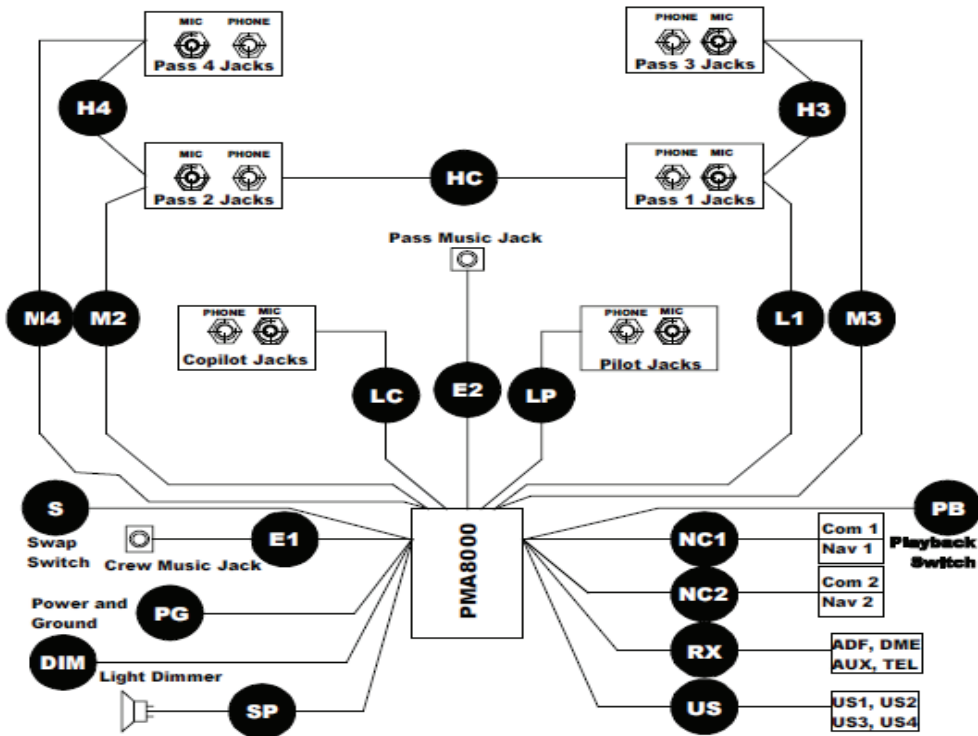 MIC PHONE
Pass 4 Jacks
PHONE MIC
Pass 3 Jacks
H4
H3
MIC PHONE
Pass 2 Jacks
HC
PHONE MIC
Pass 1 Jacks
Pass Music Jack
M4
M2
PHONE MIC
Copilot Jacks
PHONE MIC
Pilot Jacks
L1
M3
LC
E2
LP
S
Swap
Switch
E1
Crew Music Jack
PMA8000
NC1
Com 1
Nav 1
PB
Playback
Switch
Power and
Ground
PG
NC2
Com 2
Nav 2
DIM
Light Dimmer
RX
ADF, DME
AUX, TEL
SP
US
US1, US2
US3, US4